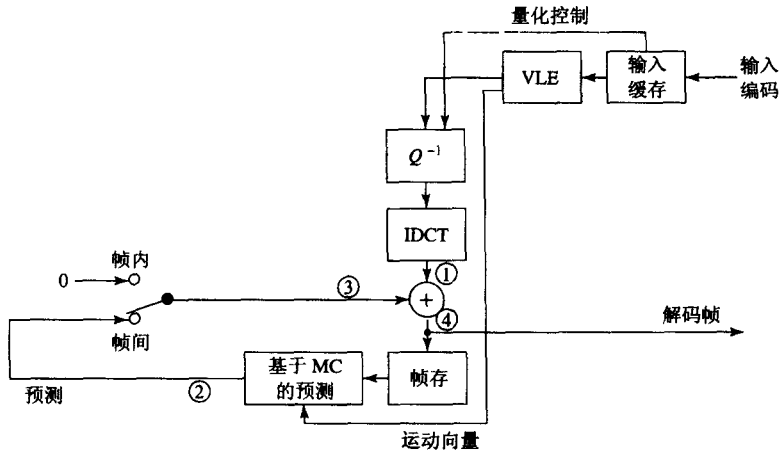 量化控制
VLE
输入
缓存
输入
编码
Q⁻¹
IDCT
①
帧内
0
③
+
④
帧间
解码帧
基于 MC
的预测
帧存
预测
②
运动向量